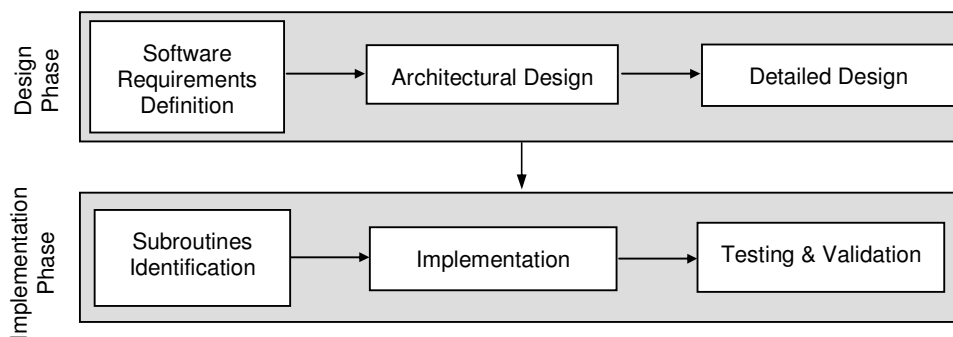 Design
Phase
Software
Requirements
Definition
Architectural Design
Detailed Design
Implementation
Phase
Subroutines
Identification
Implementation
Testing & Validation